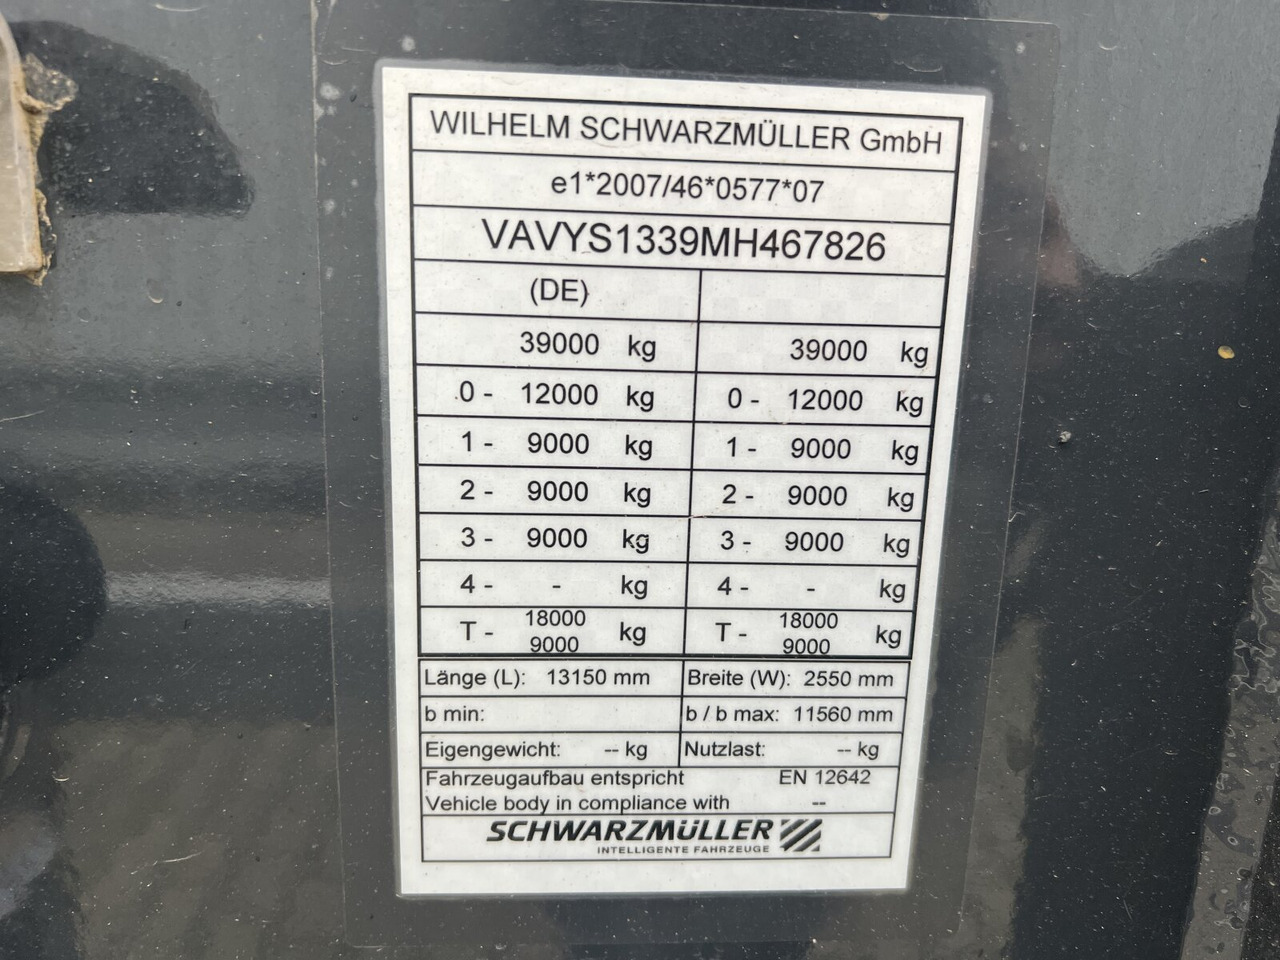 WILHELM SCHWARZMÜLLER GmbH
e1*2007/46*0577*07
VAVYS1339MH467826
(DE)
39000 kg 39000 kg
0 - 12000 kg 0 - 12000 kg
1 - 9000 kg 1 - 9000 kg
2 - 9000 kg 2 - 9000 kg
3 - 9000 kg 3 - 9000 kg
4 - - kg 4 - - kg
T - 18000 9000 kg T - 18000 9000 kg
Länge (L): 13150 mm Breite (W): 2550 mm
b min: b / b max: 11560 mm
Eigengewicht: -- kg Nutzlast: -- kg
Fahrzeugaufbau entspricht EN 12642
Vehicle body in compliance with --
SCHWARZMÜLLER
INTELLIGENTE FAHRZEUGE